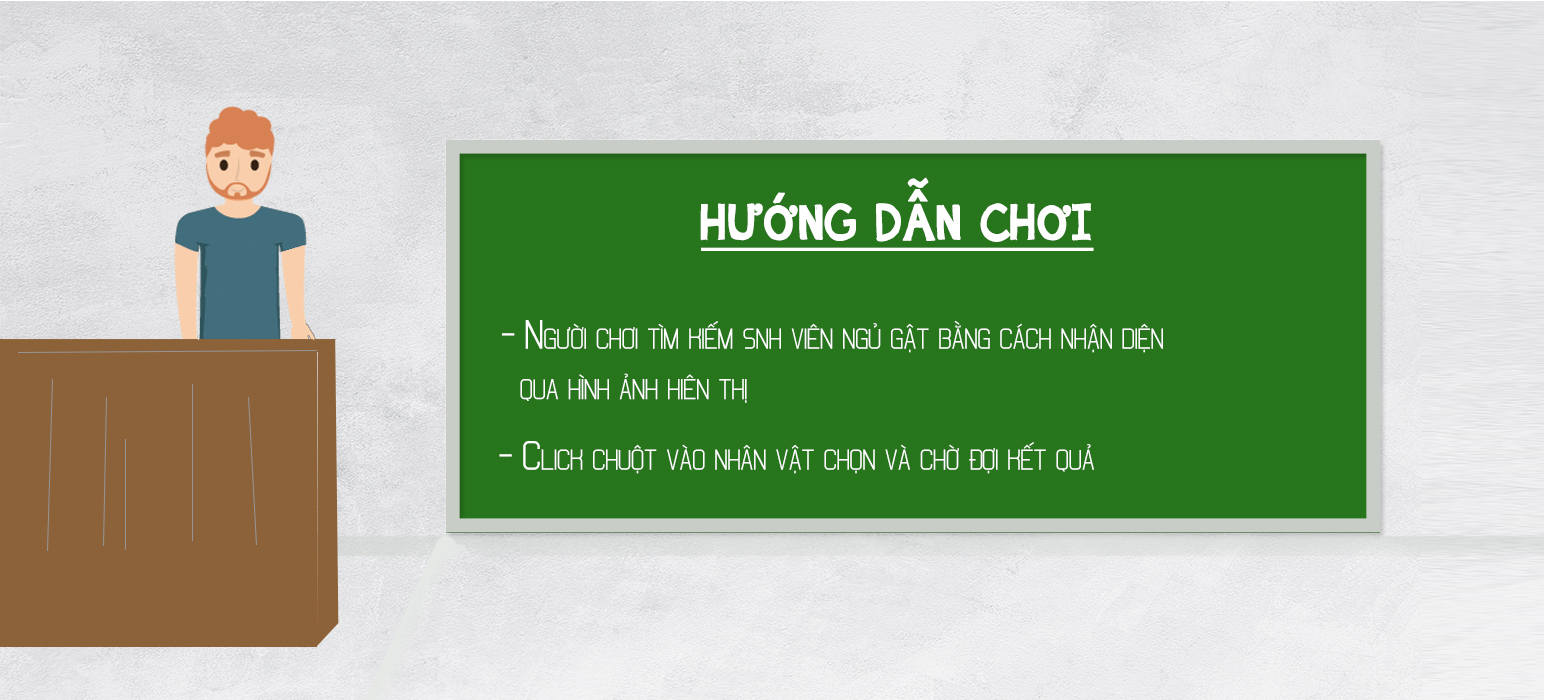 HƯỚNG DẪN CHƠI
- NGƯỜI CHƠI TÌM KIẾM SNH VIÊN NGỦ GẬT BẰNG CÁCH NHẬN DIỆN
QUA HÌNH ẢNH HIÊN THỊ
- CLICK CHUỘT VÀO NHÂN VẬT CHỌN VÀ CHỜ ĐỢI KẾT QUẢ